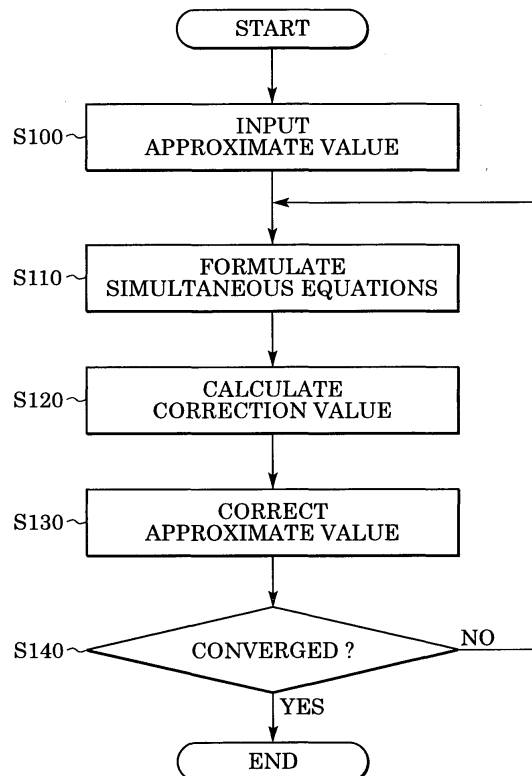 START
S100
INPUT
APPROXIMATE VALUE
S110
FORMULATE
SIMULTANEOUS EQUATIONS
S120
CALCULATE
CORRECTION VALUE
S130
CORRECT
APPROXIMATE VALUE
S140
CONVERGED ?
NO
YES
END